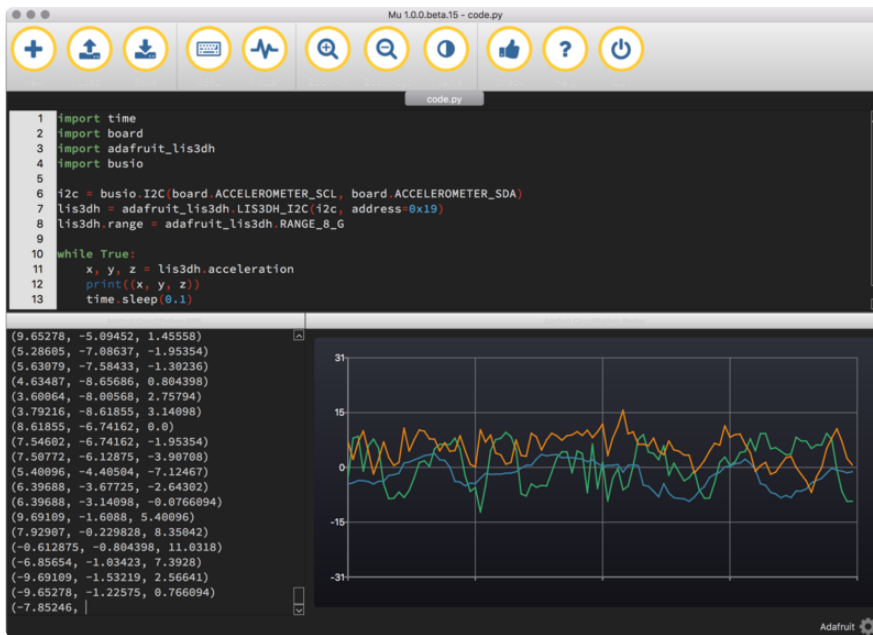 Mu 1.0.0.beta.15 - code.py
code.py
1 import time
2 import board
3 import adafruit_lis3dh
4 import busio
5
6 i2c = busio.I2C(board.ACCELEROMETER_SCL, board.ACCELEROMETER_SDA)
7 lis3dh = adafruit_lis3dh.LIS3DH_I2C(i2c, address=0x19)
8 lis3dh.range = adafruit_lis3dh.RANGE_8_G
9
10 while True:
11     x, y, z = lis3dh.acceleration
12     print((x, y, z))
13     time.sleep(0.1)
(9.65278, -5.09452, 1.45558)
(5.28605, -7.08637, -1.95354)
(5.63079, -7.58433, -1.30236)
(4.63487, -8.65686, 0.804398)
(3.60064, -8.00568, 2.75794)
(3.79216, -8.61855, 3.14098)
(8.61855, -6.74162, 0.0)
(7.54602, -6.74162, -1.95354)
(7.50772, -6.12875, -3.90708)
(5.40096, -4.40504, -7.12467)
(6.39688, -3.67725, -2.64302)
(6.39688, -3.14098, -0.0766094)
(9.69109, -1.6088, 5.40096)
(7.92907, -0.229828, 8.35042)
(-0.612875, -0.804398, 11.0318)
(-6.85654, -1.03423, 7.3928)
(-9.69109, -1.53219, 2.56641)
(-9.65278, -1.22575, 0.766094)
(-7.85246,
31
15
0
-15
-31
Adafruit